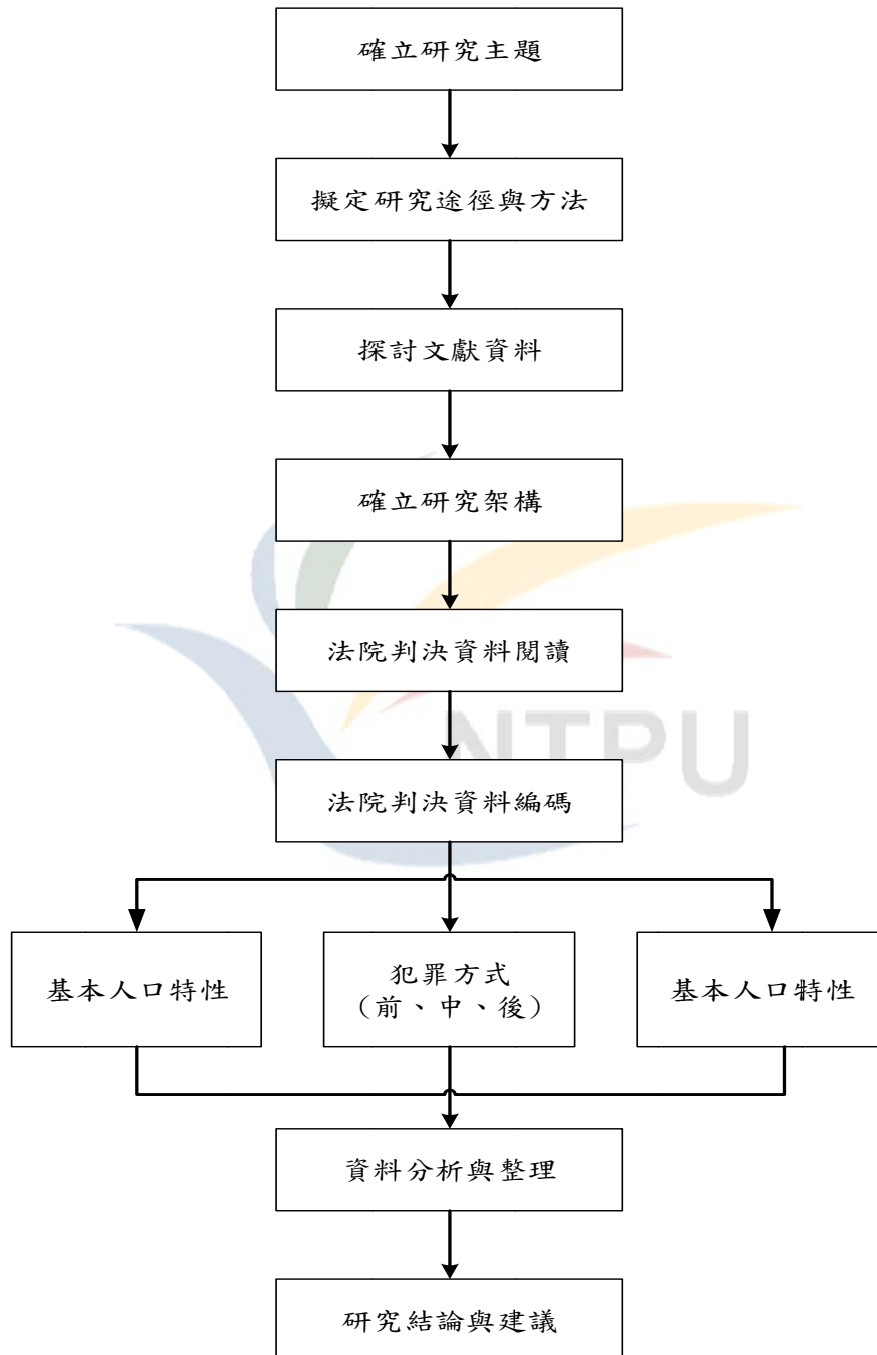 確立研究主題
擬定研究途徑與方法
探討文獻資料
確立研究架構
法院判決資料閱讀
NTPU
法院判決資料編碼
基本人口特性
犯罪方式
（前、中、後）
基本人口特性
資料分析與整理
研究結論與建議